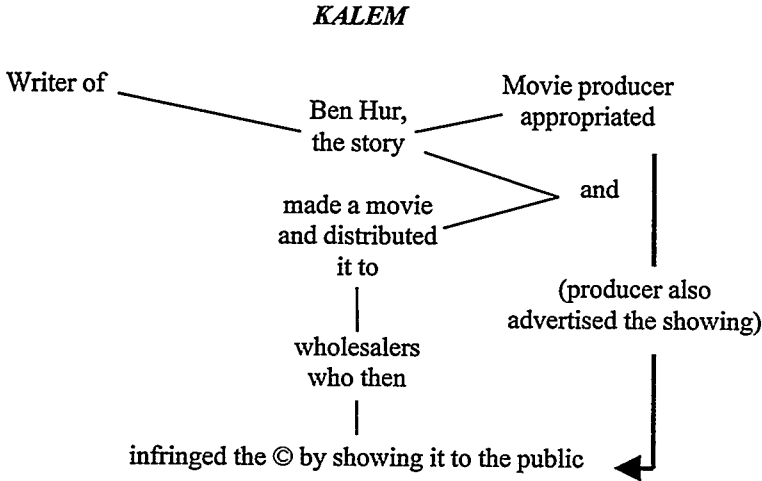 KALEM
Writer of
Ben Hur,
the story
Movie producer
appropriated
and
made a movie
and distributed
it to
(producer also
advertised the showing)
wholesalers
who then
infringed the © by showing it to the public